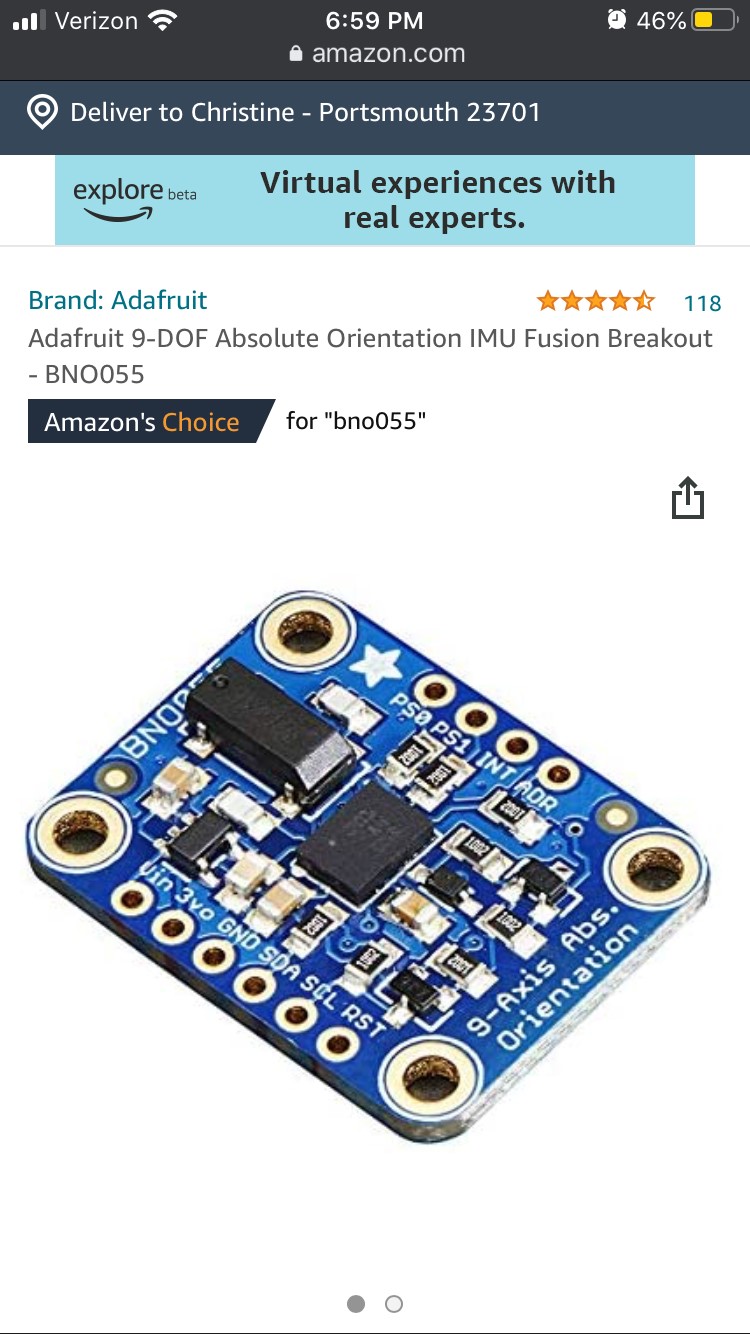 Verizon 6:59 PM 46%
amazon.com
Deliver to Christine - Portsmouth 23701
explore beta
Virtual experiences with
real experts.
Brand: Adafruit 118
Adafruit 9-DOF Absolute Orientation IMU Fusion Breakout
- BNO055
Amazon's Choice for "bno055"
PS0 PS1 INT ADR
Vin 3vo GND SDA SCL RST
9-Axis Abs.
Orientation